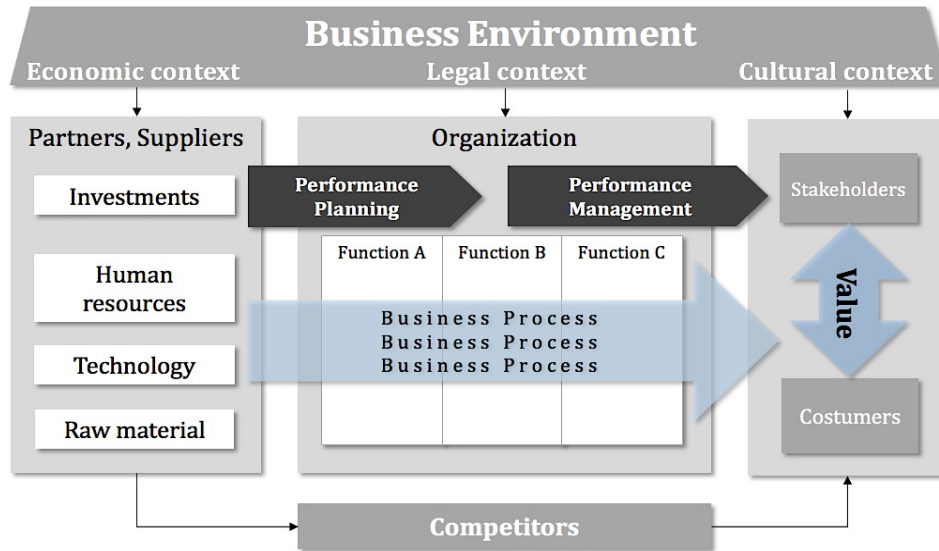 Business Environment
Economic context
Legal context
Cultural context
Partners, Suppliers
Investments
Human
resources
Technology
Raw material
Organization
Performance
Planning
Performance
Management
Function A
Function B
Function C
Business Process
Business Process
Business Process
Stakeholders
Value
Costumers
Competitors